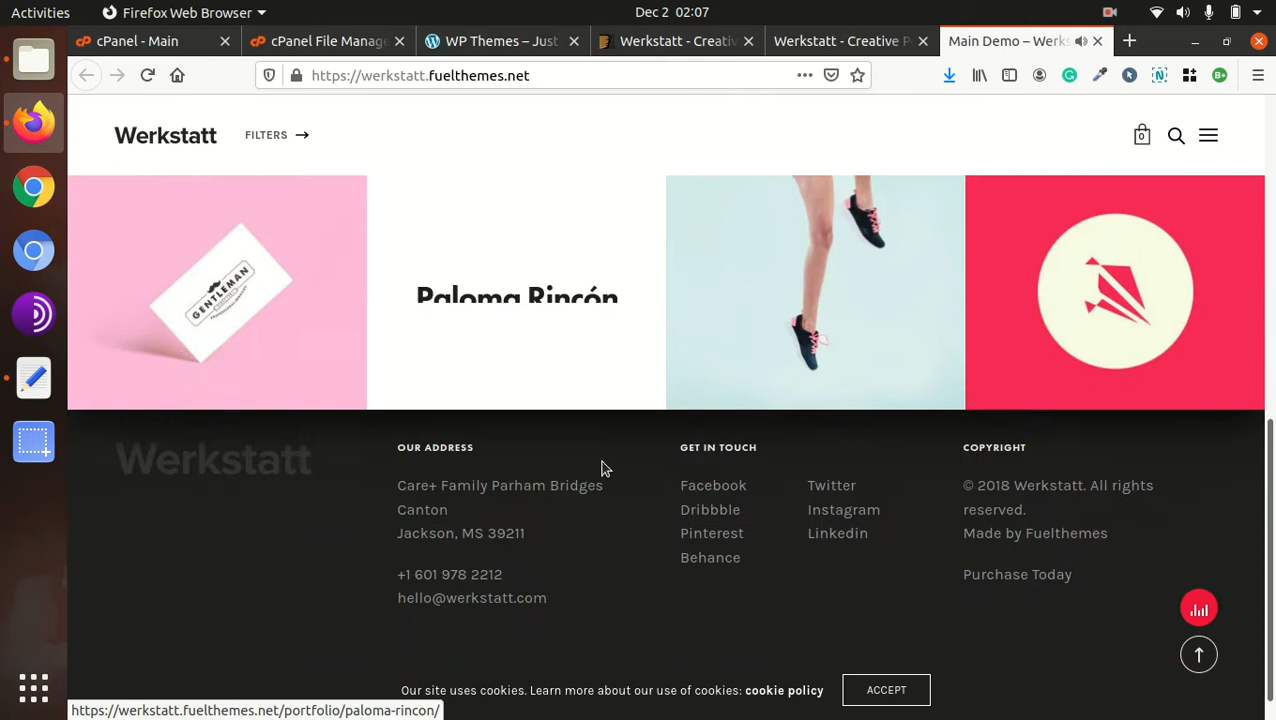 Activities
Firefox Web Browser
Dec 2 02:07
cPanel - Main
cPanel File Manage
WP Themes – Just
Werkstatt - Creativ
Werkstatt - Creative P
Main Demo – Werks
https://werkstatt.fuelthemes.net
Werkstatt
FILTERS →
0
GENTLEMAN
Paloma Rincón
Werkstatt
OUR ADDRESS
Care+ Family Parham Bridges
Canton
Jackson, MS 39211
+1 601 978 2212
hello@werkstatt.com
GET IN TOUCH
Facebook
Dribbble
Pinterest
Behance
Twitter
Instagram
Linkedin
COPYRIGHT
© 2018 Werkstatt. All rights
reserved.
Made by Fuelthemes
Purchase Today
Our site uses cookies. Learn more about our use of cookies: cookie policy
ACCEPT
https://werkstatt.fuelthemes.net/portfolio/paloma-rincon/